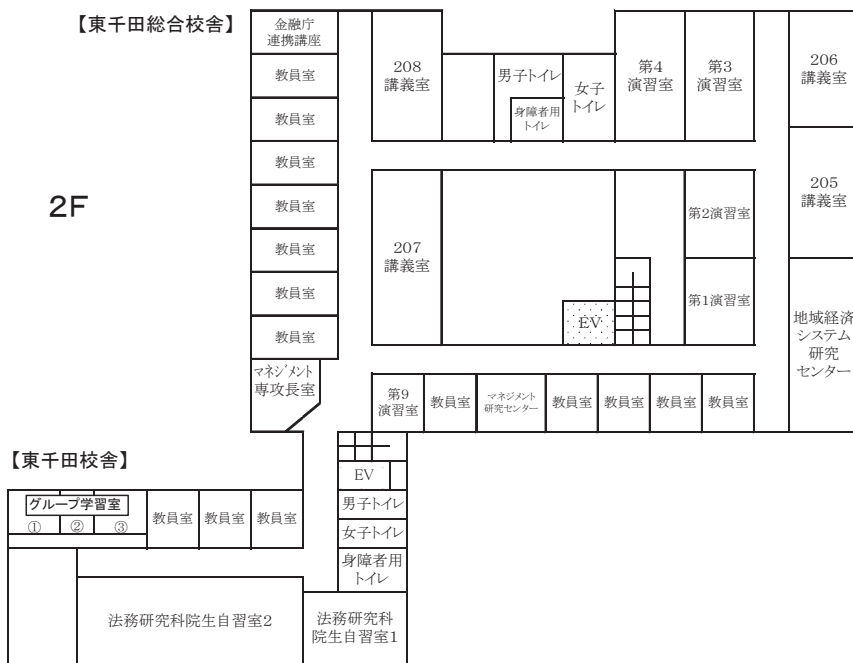 【東千田総合校舎】
2F
金融庁
連携講座
教員室
教員室
教員室
教員室
教員室
教員室
教員室
マネジメント
専攻長室
208
講義室
男子トイレ
身障者用
トイレ
女子
トイレ
第4
演習室
第3
演習室
206
講義室
205
講義室
207
講義室
第2演習室
第1演習室
EV
地域経済
システム
研究
センター
第9
演習室
教員室
マネジメント
研究センター
教員室
教員室
教員室
教員室
【東千田校舎】
グループ学習室
①
②
③
教員室
教員室
教員室
EV
男子トイレ
女子トイレ
身障者用
トイレ
法務研究科院生自習室2
法務研究科
院生自習室1